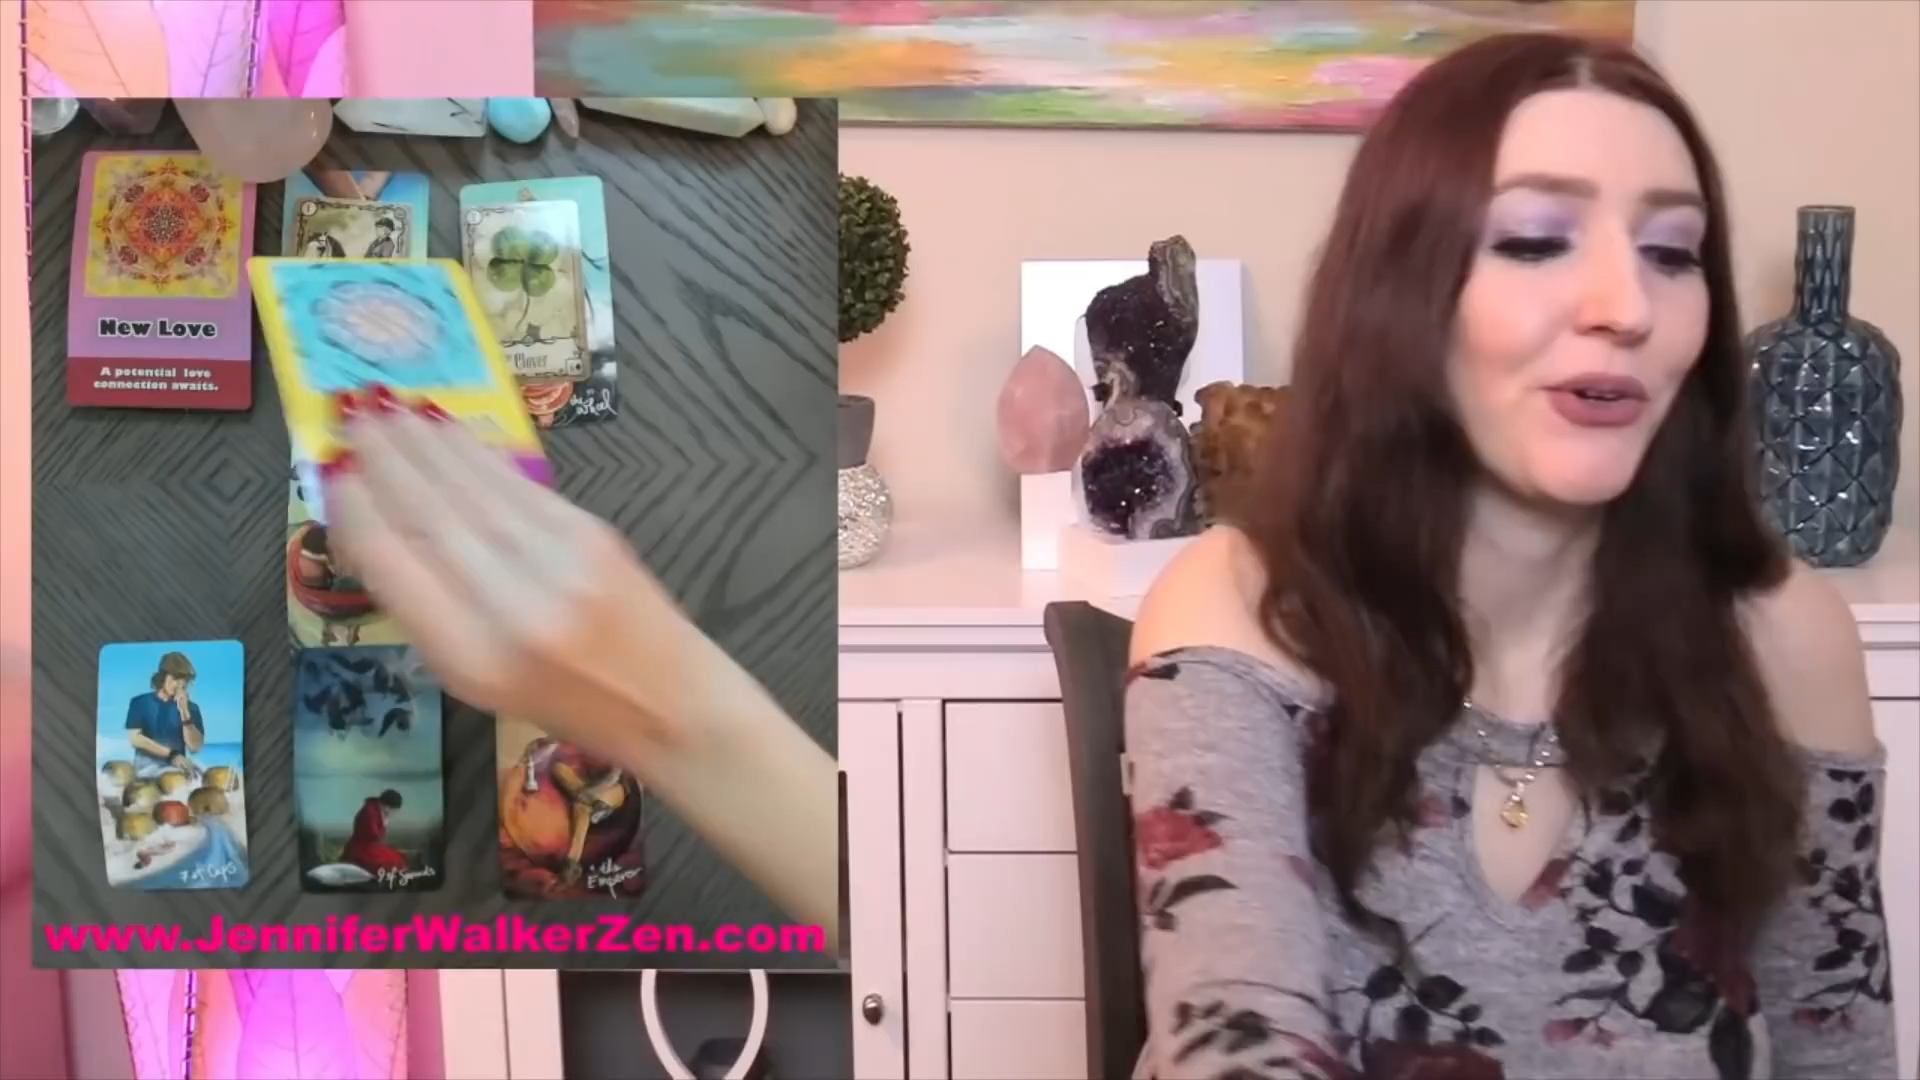 New Love
A potential love
connection awaits.
Clover
the
Wheel
7 of Cups
9 of Swords
the
Emperor
www.JenniferWalkerZen.com